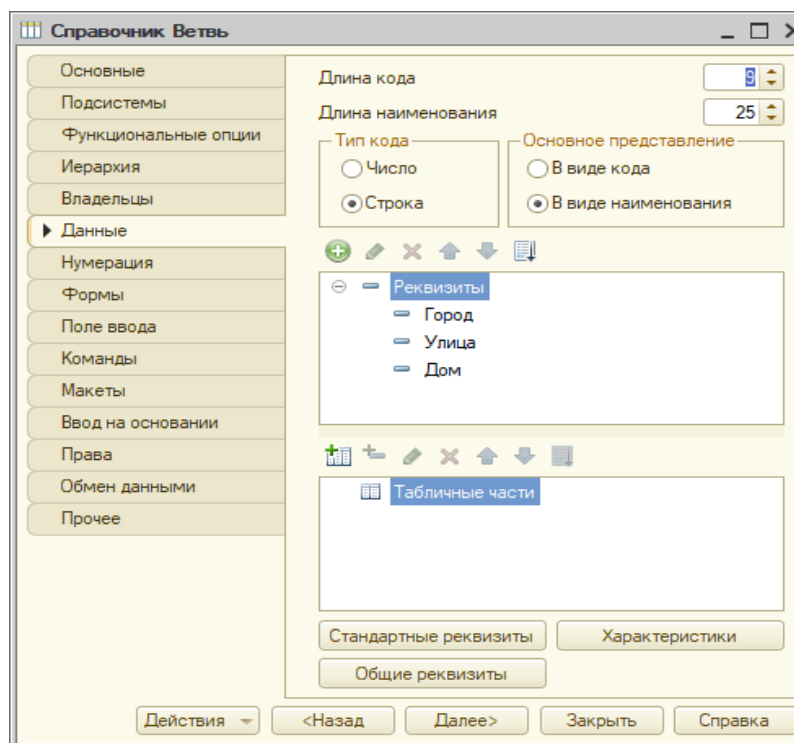 Справочник Ветвь
Основные
Подсистемы
Функциональные опции
Иерархия
Владельцы
Данные
Нумерация
Формы
Поле ввода
Команды
Макеты
Ввод на основании
Права
Обмен данными
Прочее
Длина кода 9
Длина наименования 25
Тип кода Основное представление
Число В виде кода
Строка В виде наименования
Реквизиты
Город
Улица
Дом
Табличные части
Стандартные реквизиты Характеристики
Общие реквизиты
Действия <Назад Далее> Закрыть Справка